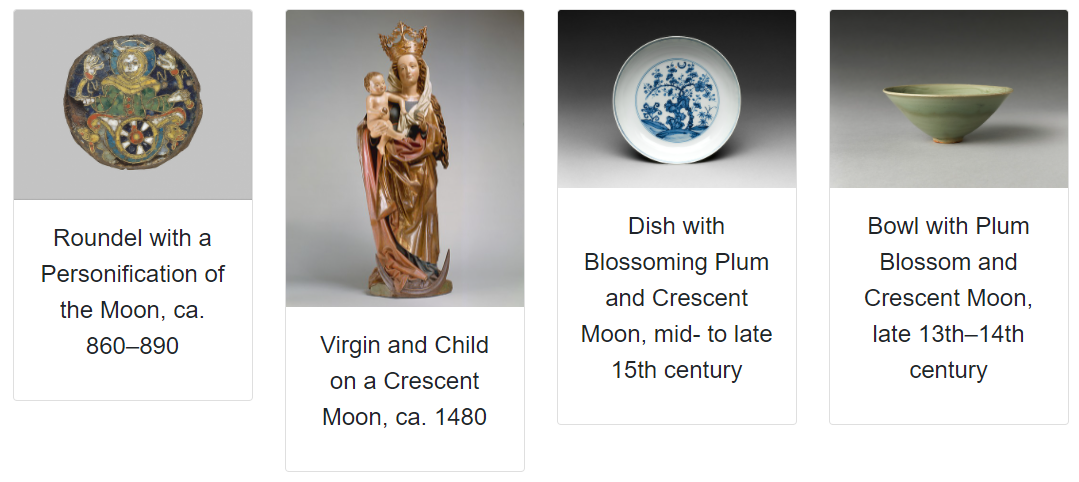 Roundel with a
Personification of
the Moon, ca.
860–890
Virgin and Child
on a Crescent
Moon, ca. 1480
Dish with
Blossoming Plum
and Crescent
Moon, mid- to late
15th century
Bowl with Plum
Blossom and
Crescent Moon,
late 13th–14th
century